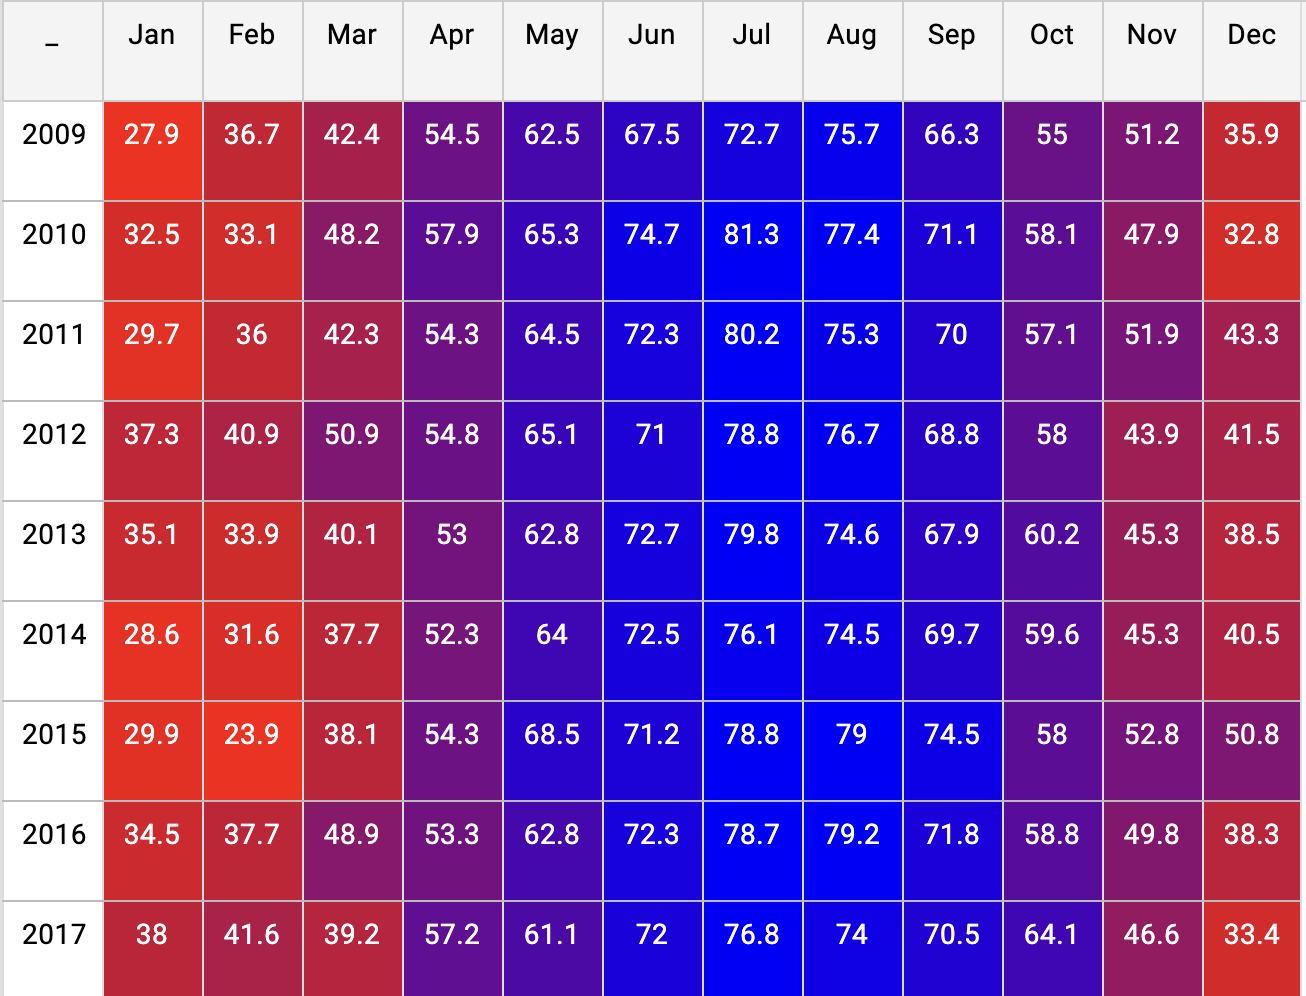 _ Jan Feb Mar Apr May Jun Jul Aug Sep Oct Nov Dec
2009 27.9 36.7 42.4 54.5 62.5 67.5 72.7 75.7 66.3 55 51.2 35.9
2010 32.5 33.1 48.2 57.9 65.3 74.7 81.3 77.4 71.1 58.1 47.9 32.8
2011 29.7 36 42.3 54.3 64.5 72.3 80.2 75.3 70 57.1 51.9 43.3
2012 37.3 40.9 50.9 54.8 65.1 71 78.8 76.7 68.8 58 43.9 41.5
2013 35.1 33.9 40.1 53 62.8 72.7 79.8 74.6 67.9 60.2 45.3 38.5
2014 28.6 31.6 37.7 52.3 64 72.5 76.1 74.5 69.7 59.6 45.3 40.5
2015 29.9 23.9 38.1 54.3 68.5 71.2 78.8 79 74.5 58 52.8 50.8
2016 34.5 37.7 48.9 53.3 62.8 72.3 78.7 79.2 71.8 58.8 49.8 38.3
2017 38 41.6 39.2 57.2 61.1 72 76.8 74 70.5 64.1 46.6 33.4